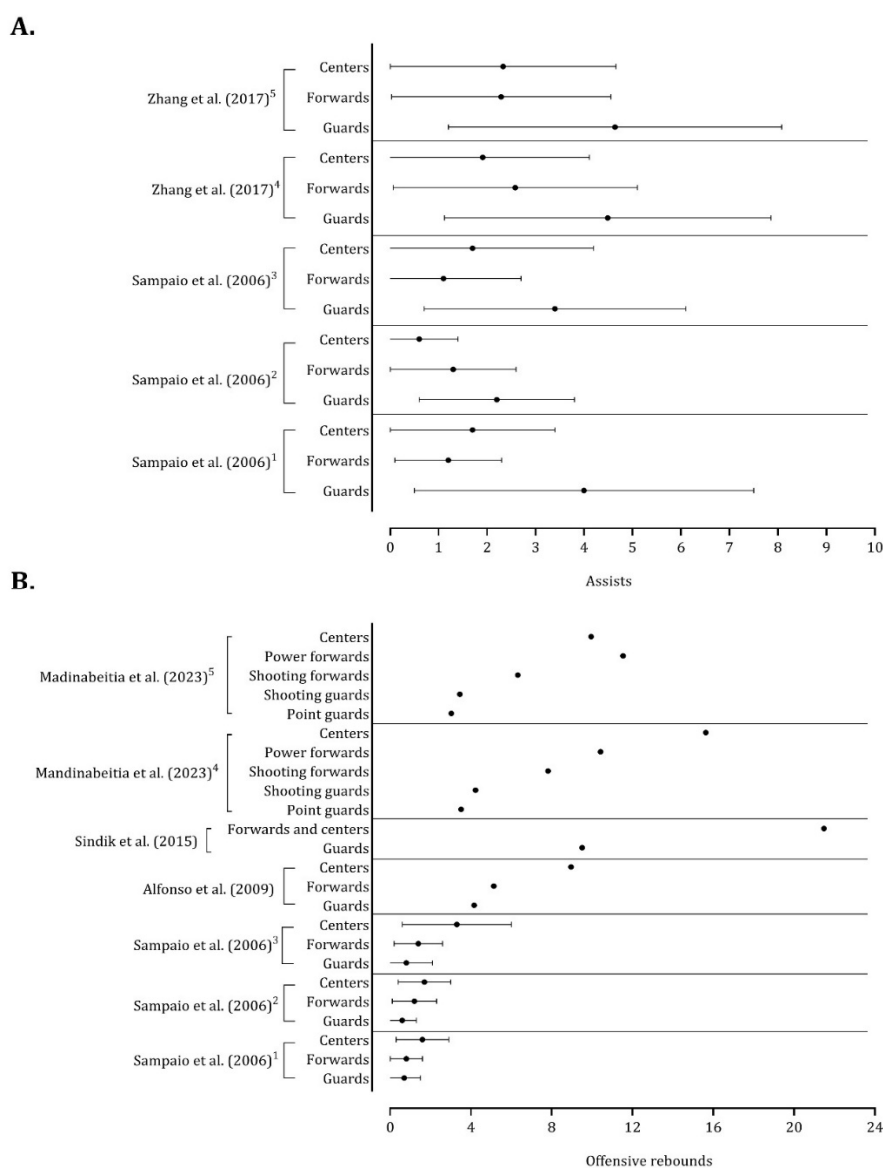 A.
Centers
Zhang et al. (2017)5 Forwards
Guards
Centers
Zhang et al. (2017)4 Forwards
Guards
Centers
Sampaio et al. (2006)3 Forwards
Guards
Centers
Sampaio et al. (2006)2 Forwards
Guards
Centers
Sampaio et al. (2006)1 Forwards
Guards
0 1 2 3 4 5 6 7 8 9 10
Assists
B.
Centers
Power forwards
Madinabeitia et al. (2023)5 Shooting forwards
Shooting guards
Point guards
Centers
Power forwards
Mandinabeitia et al. (2023)4 Shooting forwards
Shooting guards
Point guards
Forwards and centers
Sindik et al. (2015)
Guards
Centers
Alfonso et al. (2009) Forwards
Guards
Centers
Sampaio et al. (2006)3 Forwards
Guards
Centers
Sampaio et al. (2006)2 Forwards
Guards
Centers
Sampaio et al. (2006)1 Forwards
Guards
0 4 8 12 16 20 24
Offensive rebounds